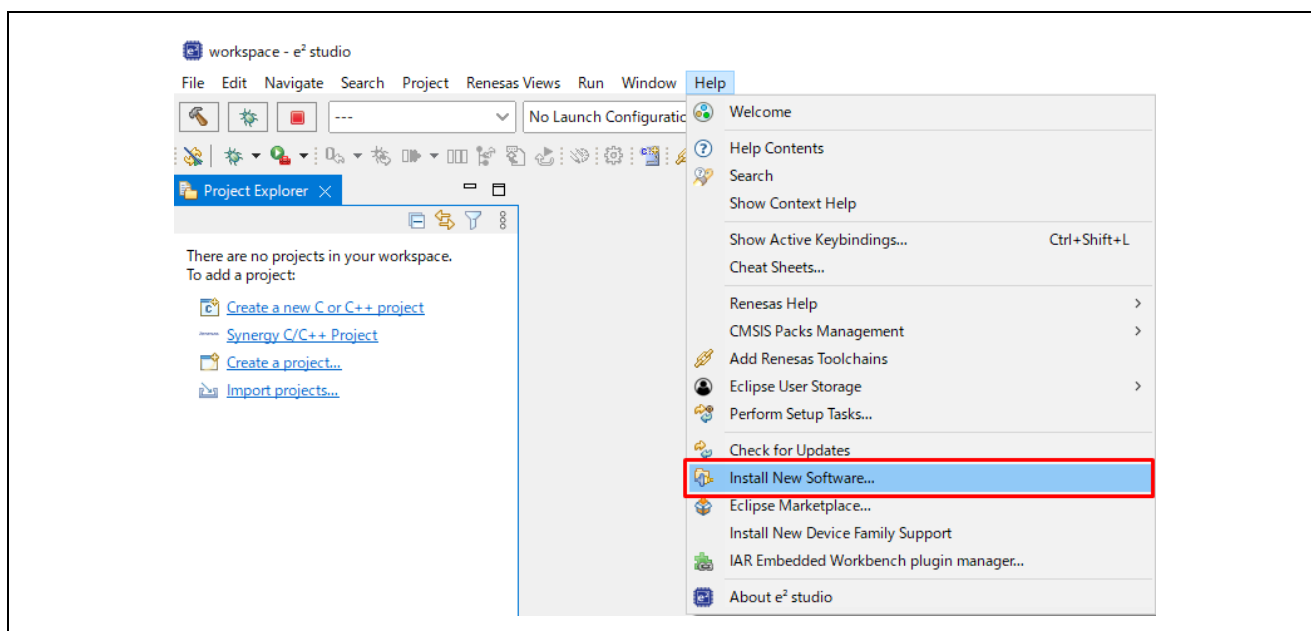 workspace - e² studio
File Edit Navigate Search Project Renesas Views Run Window Help
--- No Launch Configuratic
Project Explorer
There are no projects in your workspace.
To add a project:
Create a new C or C++ project
Synergy C/C++ Project
Create a project...
Import projects...
Welcome
Help Contents
Search
Show Context Help
Show Active Keybindings... Ctrl+Shift+L
Cheat Sheets...
Renesas Help
CMSIS Packs Management
Add Renesas Toolchains
Eclipse User Storage
Perform Setup Tasks...
Check for Updates
Install New Software...
Eclipse Marketplace...
Install New Device Family Support
IAR Embedded Workbench plugin manager...
About e² studio